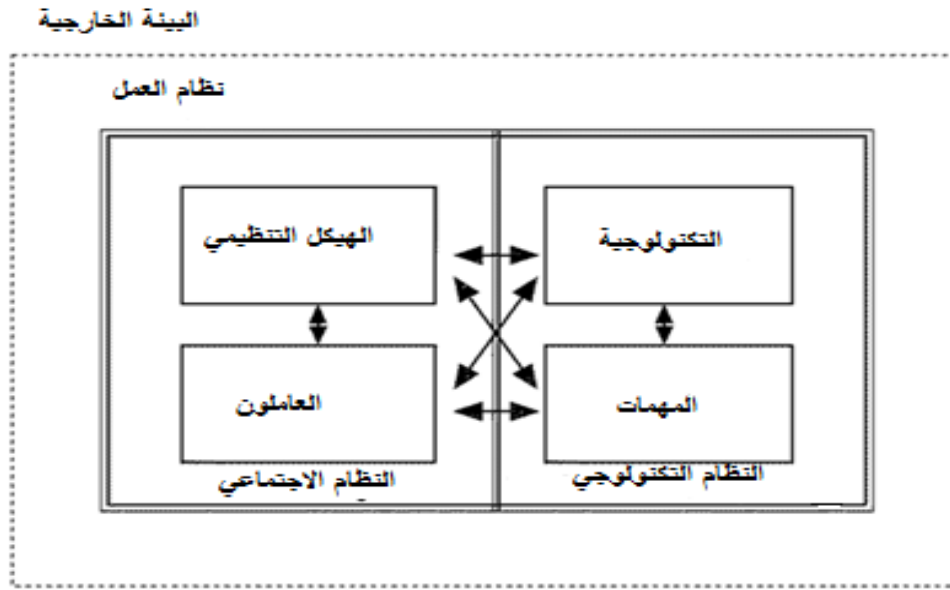 البيئة الخارجية
نظام العمل
الهيكل التنظيمي
التكنولوجية
العاملون
المهمات
النظام الاجتماعي
النظام التكنولوجي